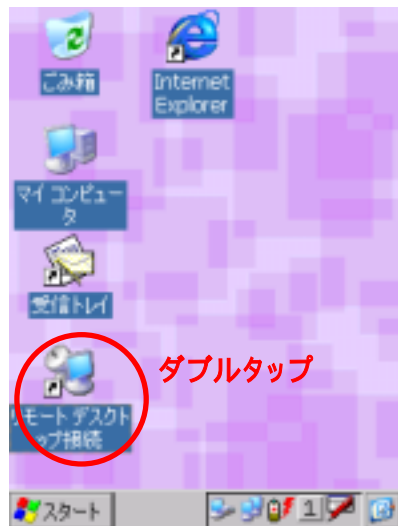 ごみ箱
Internet
Explorer
マイ コンピュー
タ
受信トレイ
ダブルタップ
リモート デスクト
ップ接続
スタート
1